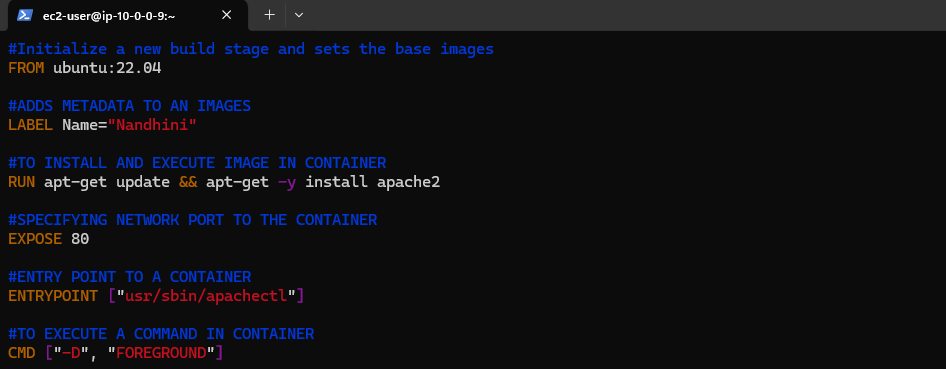 ec2-user@ip-10-0-0-9:~
#Initialize a new build stage and sets the base images
FROM ubuntu:22.04
#ADDS METADATA TO AN IMAGES
LABEL Name="Nandhini"
#TO INSTALL AND EXECUTE IMAGE IN CONTAINER
RUN apt-get update && apt-get -y install apache2
#SPECIFYING NETWORK PORT TO THE CONTAINER
EXPOSE 80
#ENTRY POINT TO A CONTAINER
ENTRYPOINT ["usr/sbin/apachectl"]
#TO EXECUTE A COMMAND IN CONTAINER
CMD ["-D", "FOREGROUND"]